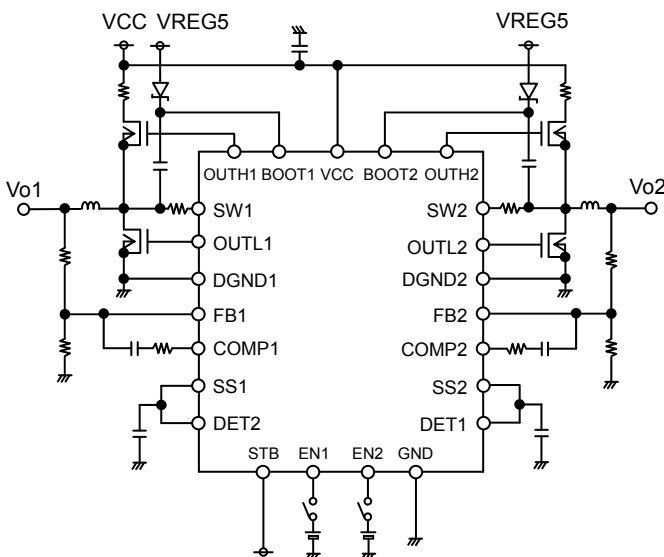 VCC VREG5 VREG5
OUTH1 BOOT1 VCC BOOT2 OUTH2
Vo1 Vo2
SW1 SW2
OUTL1 OUTL2
DGND1 DGND2
FB1 FB2
COMP1 COMP2
SS1 SS2
DET2 DET1
STB EN1 EN2 GND